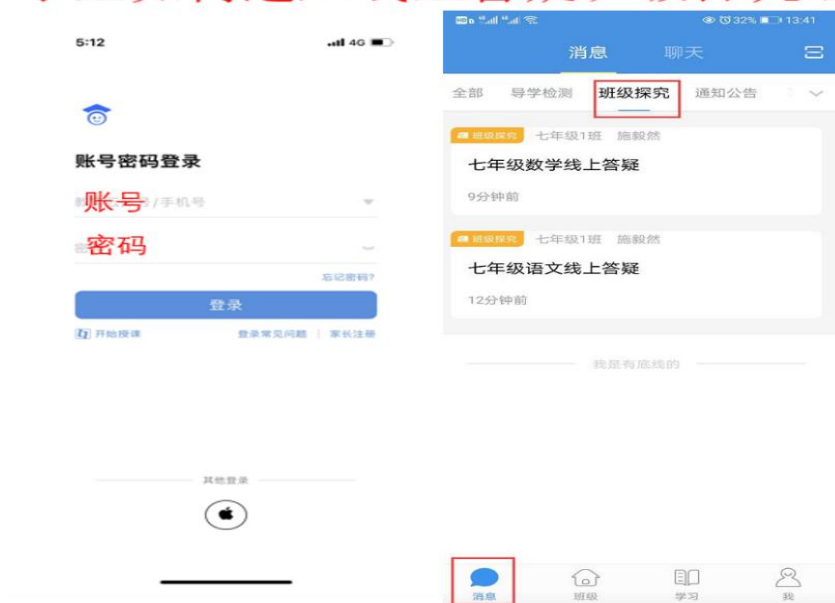 5:12
4G
账号密码登录
账号/手机号
密码
忘记密码?
登录
开始授课
登录常见问题 | 家长注册
其他登录
32% 13:41
消息 聊天
全部 导学检测 班级探究 通知公告
班级探究 七年级1班 施毅然
七年级数学线上答疑
9分钟前
班级探究 七年级1班 施毅然
七年级语文线上答疑
12分钟前
我是有底线的
消息 班级 学习 我